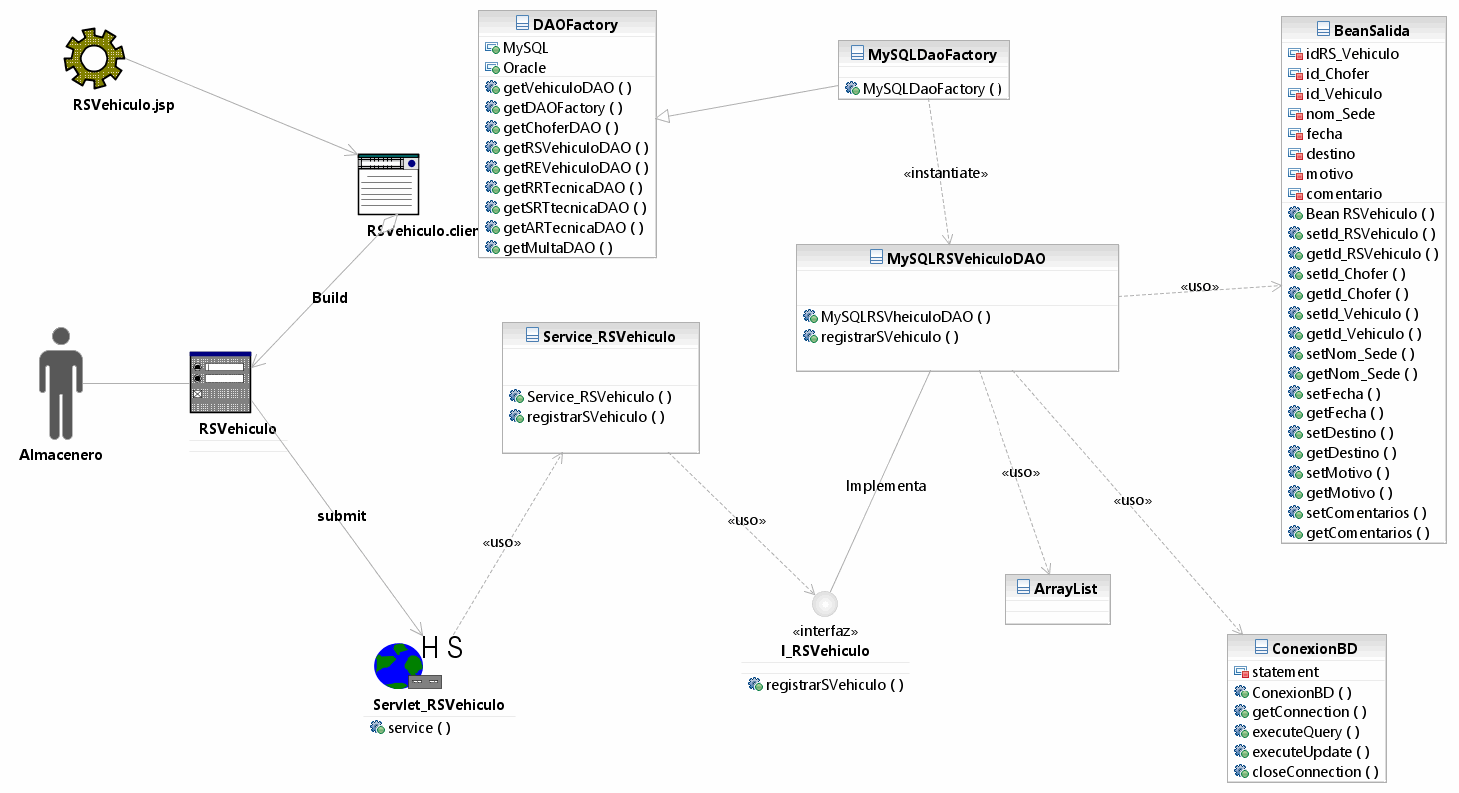 RSVehiculo.jsp
RSVehiculo.clien
Build
Almacenero
RSVehiculo
submit
H S
Servlet_RSVehiculo
service ( )
DAOFactory
MySQL
Oracle
getVehiculoDAO ( )
getDAOFactory ( )
getChoferDAO ( )
getRSVehiculoDAO ( )
getREVehiculoDAO ( )
getRRTecnicaDAO ( )
getSRTtecnicaDAO ( )
getARTecnicaDAO ( )
getMultaDAO ( )
Service_RSVehiculo
Service_RSVehiculo ( )
registrarSVehiculo ( )
«uso»
«uso»
MySQLDaoFactory
MySQLDaoFactory ( )
«instantiate»
MySQLRSVehiculoDAO
MySQLRSVheiculoDAO ( )
registrarSVehiculo ( )
«uso»
Implementa
«uso»
«uso»
«interfaz»
I_RSVehiculo
registrarSVehiculo ( )
ArrayList
BeanSalida
idRS_Vehiculo
id_Chofer
id_Vehiculo
nom_Sede
fecha
destino
motivo
comentario
Bean RSVehiculo ( )
setId_RSVehiculo ( )
getId_RSVehiculo ( )
setId_Chofer ( )
getId_Chofer ( )
setId_Vehiculo ( )
getId_Vehiculo ( )
setNom_Sede ( )
getNom_Sede ( )
setFecha ( )
getFecha ( )
setDestino ( )
getDestino ( )
setMotivo ( )
getMotivo ( )
setComentarios ( )
getComentarios ( )
ConexionBD
statement
ConexionBD ( )
getConnection ( )
executeQuery ( )
executeUpdate ( )
closeConnection ( )